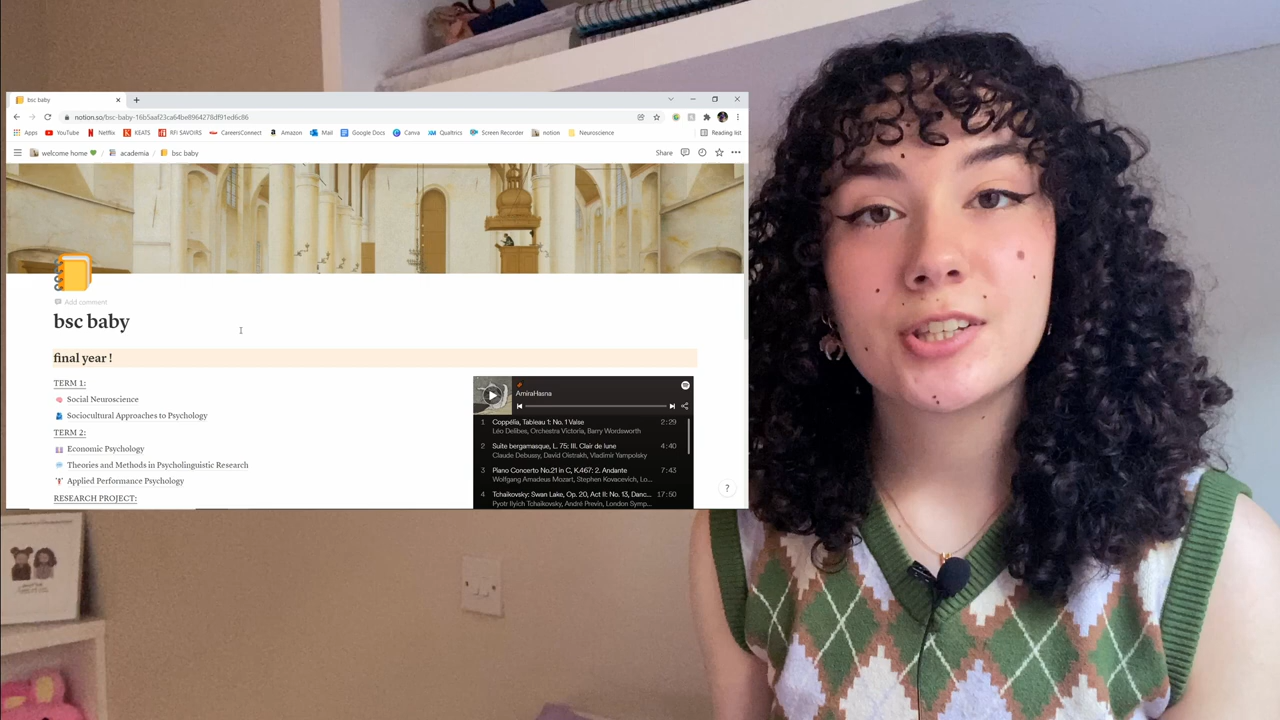 bsc baby
notion.so/bsc-baby-16b5aaf23ca64be8964278df91ed6c86
Apps YouTube Netflix KEATS RFI SAVOIRS CareersConnect Amazon Mail Google Docs Canva Qualtrics Screen Recorder notion Neuroscience Reading list
welcome home / academia / bsc baby Share
Add comment
bsc baby
final year !
TERM 1:
Social Neuroscience
Sociocultural Approaches to Psychology
TERM 2:
Economic Psychology
Theories and Methods in Psycholinguistic Research
Applied Performance Psychology
RESEARCH PROJECT:
AmiraHasna
1 Coppélia, Tableau 1: No. 1 Valse 2:29
Léo Delibes, Orchestra Victoria, Barry Wordsworth
2 Suite bergamasque, L. 75: III. Clair de lune 4:40
Claude Debussy, David Oistrakh, Vladimir Yampolsky
3 Piano Concerto No.21 in C, K.467: 2. Andante 7:43
Wolfgang Amadeus Mozart, Stephen Kovacevich, Lo...
4 Tchaikovsky: Swan Lake, Op. 20, Act II: No. 13, Danc... 17:50
Pyotr Ilyich Tchaikovsky, André Previn, London Symp...
?